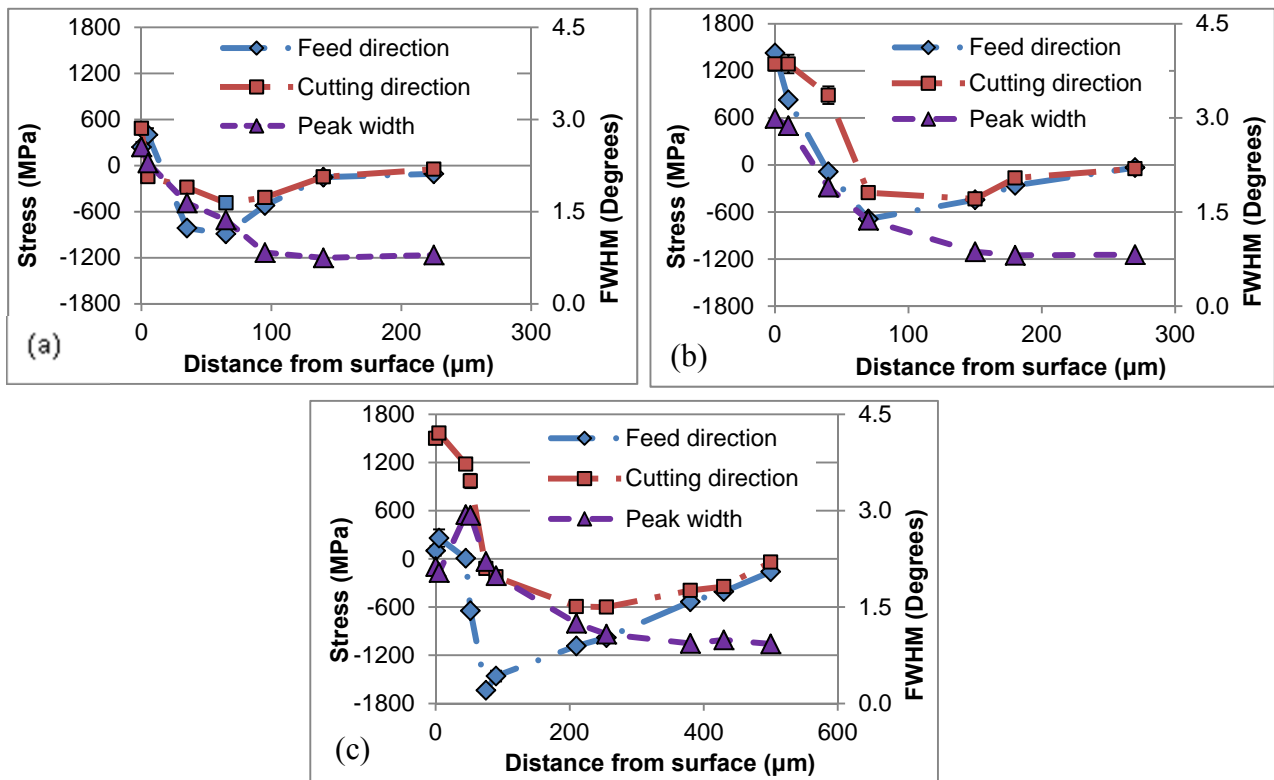 1800
1200
600
0
-600
-1200
-1800
Stress (MPa)
4.5
3.0
1.5
0.0
FWHM (Degrees)
Feed direction
Cutting direction
Peak width
0
100
200
300
Distance from surface (µm)
(a)
1800
1200
600
0
-600
-1200
-1800
Stress (MPa)
4.5
3.0
1.5
0.0
FWHM (Degrees)
Feed direction
Cutting direction
Peak width
0
100
200
300
Distance from surface (µm)
(b)
1800
1200
600
0
-600
-1200
-1800
Stress (MPa)
4.5
3.0
1.5
0.0
FWHM (Degrees)
Feed direction
Cutting direction
Peak width
0
200
400
600
Distance from surface (µm)
(c)